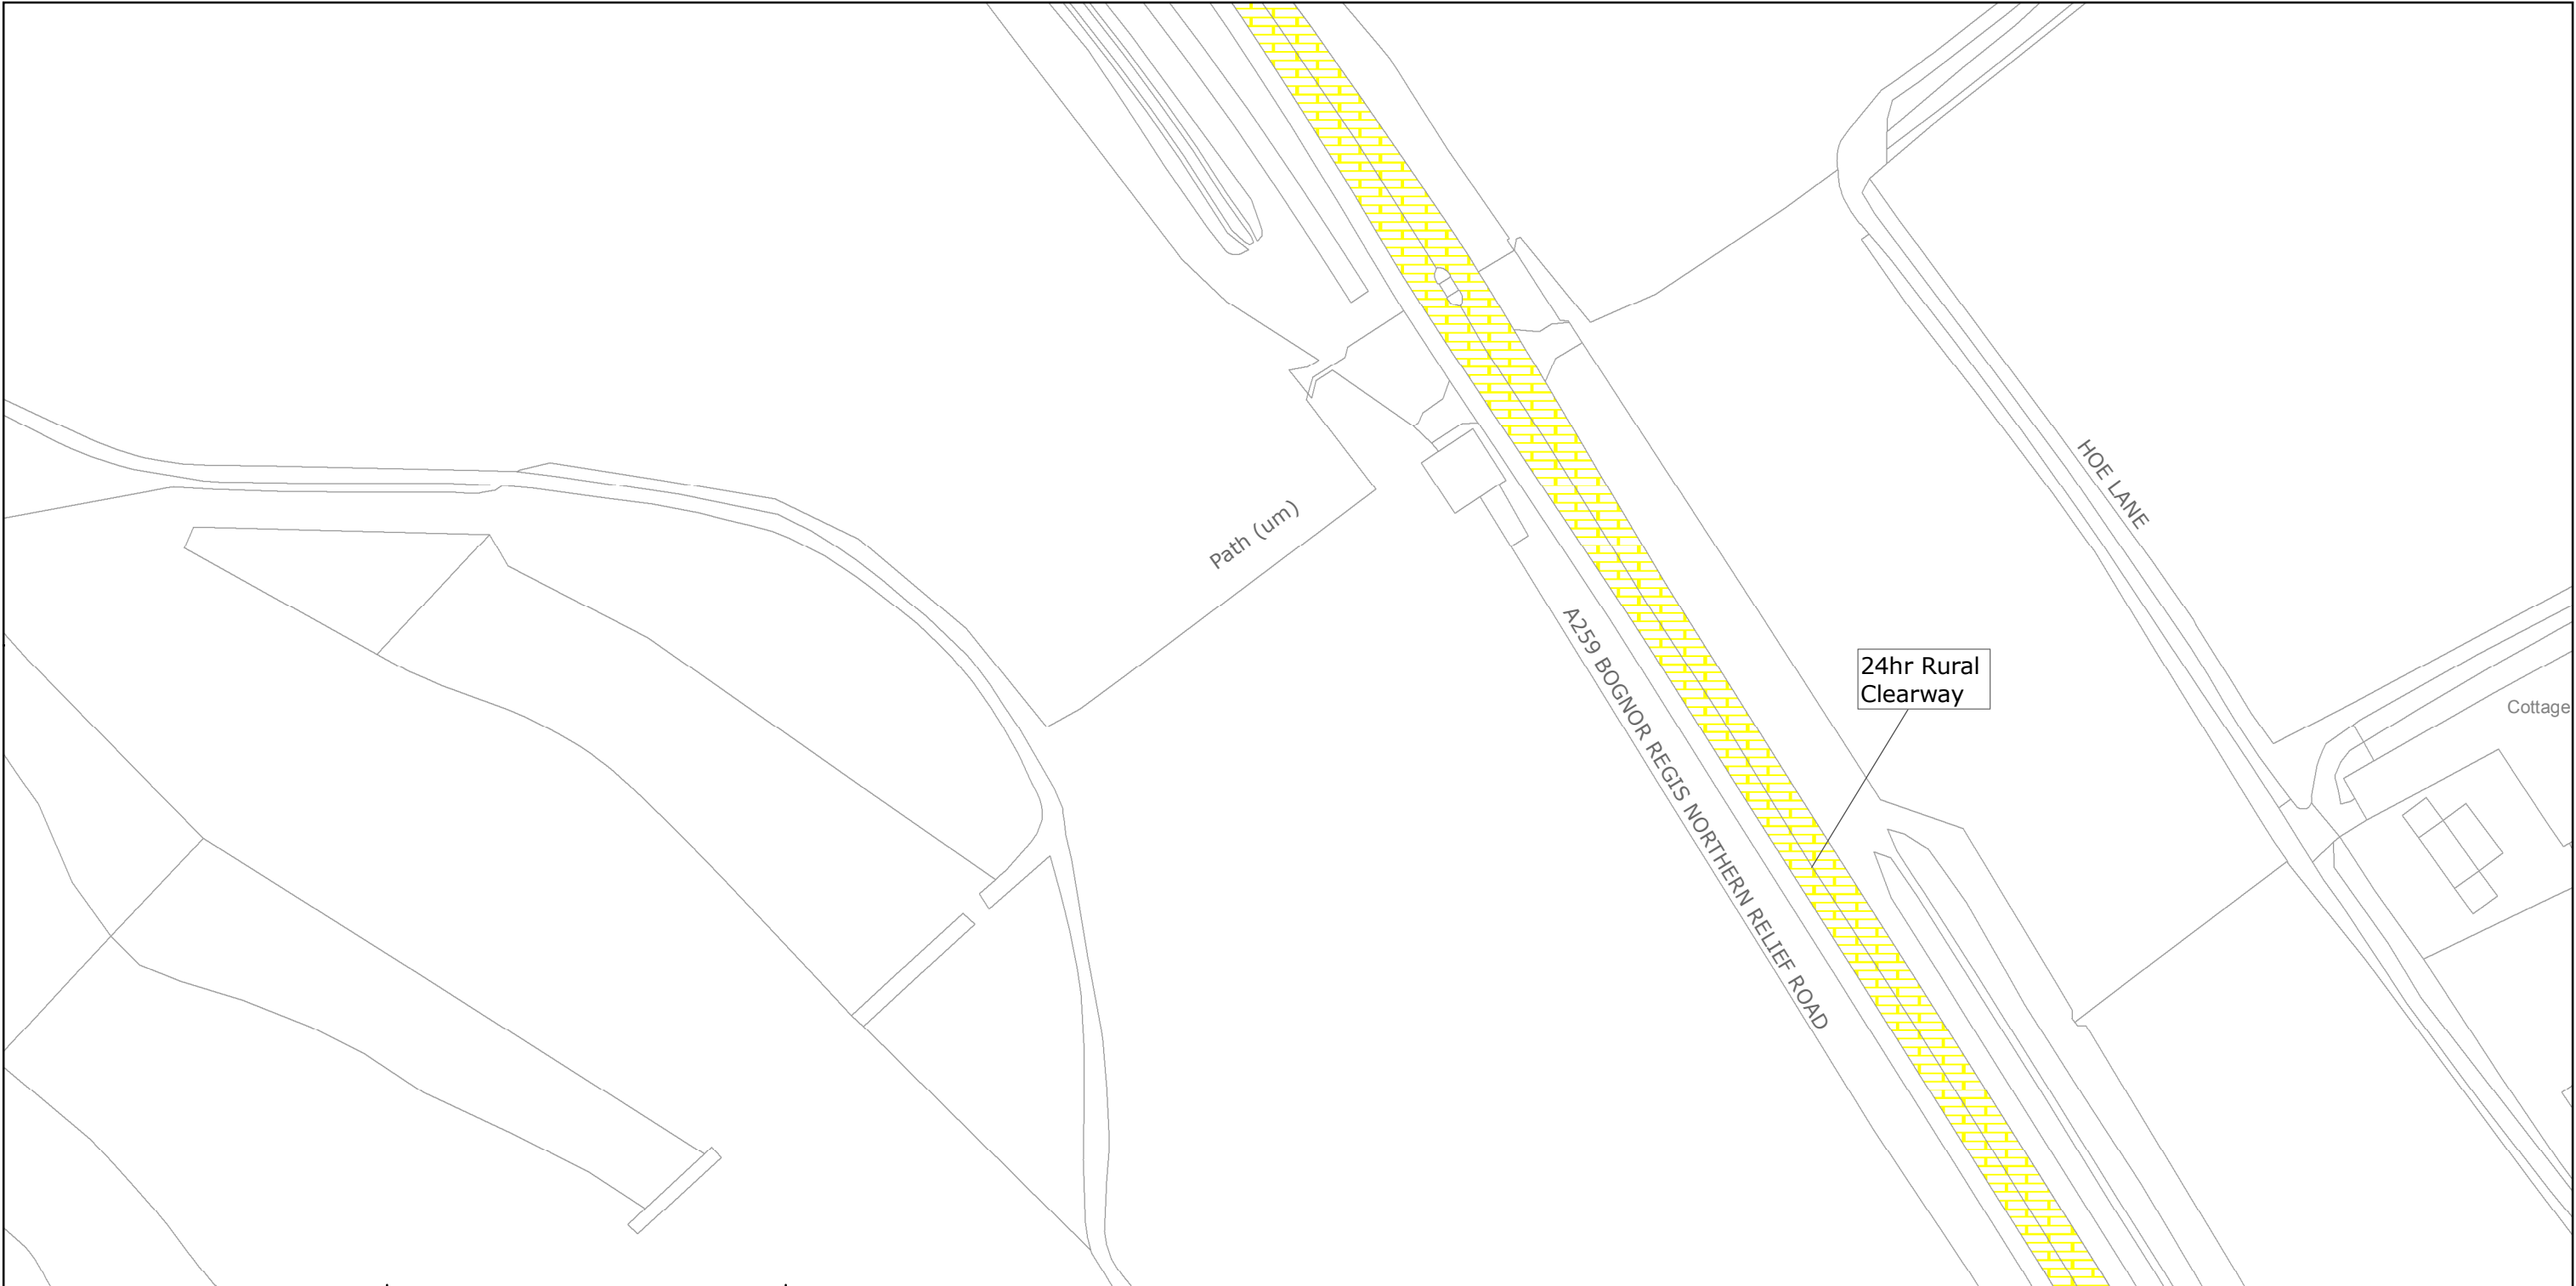 HOE LANE
Path (um)
A259 BOGNOR REGIS NORTHERN RELIEF ROAD
24hr Rural
Clearway
Cottage